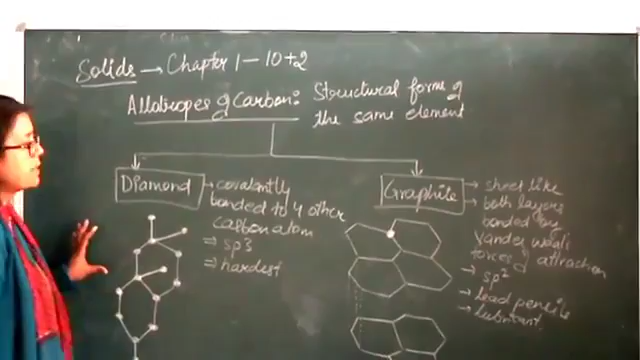 Solids → Chapter 1 - 10+2
Allotropes of Carbon: Structural forms of
the same element
Diamond
→ covalently
bonded to 4 other
carbon atom
⇒ sp3
⇒ hardest
Graphite
→ sheet like
→ both layers
bonded by
Vander waal's
forces of attraction
→ sp2
→ lead pencils
→ lubricant.